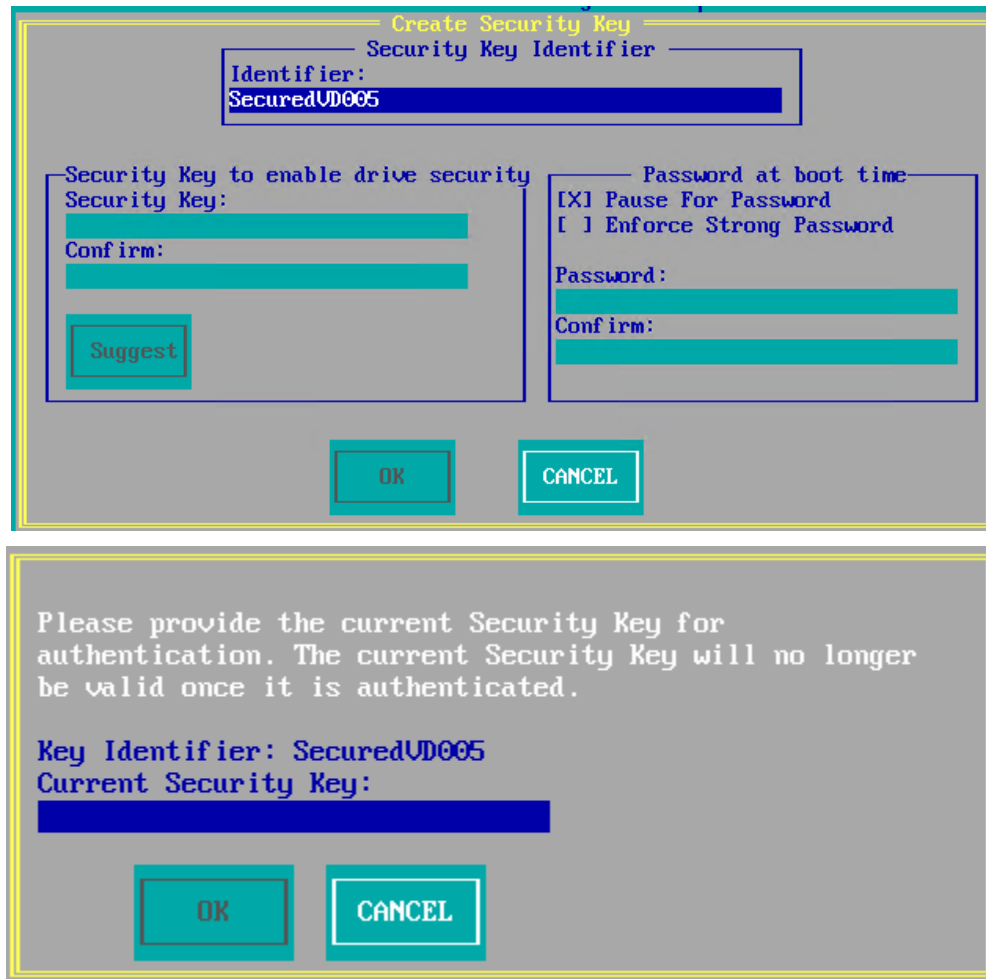 Create Security Key
Security Key Identifier
Identifier:
SecuredVD005
Security Key to enable drive security
Security Key:
Confirm:
Suggest
Password at boot time
[X] Pause For Password
[ ] Enforce Strong Password
Password:
Confirm:
OK
CANCEL
Please provide the current Security Key for
authentication. The current Security Key will no longer
be valid once it is authenticated.
Key Identifier: SecuredVD005
Current Security Key:
OK
CANCEL